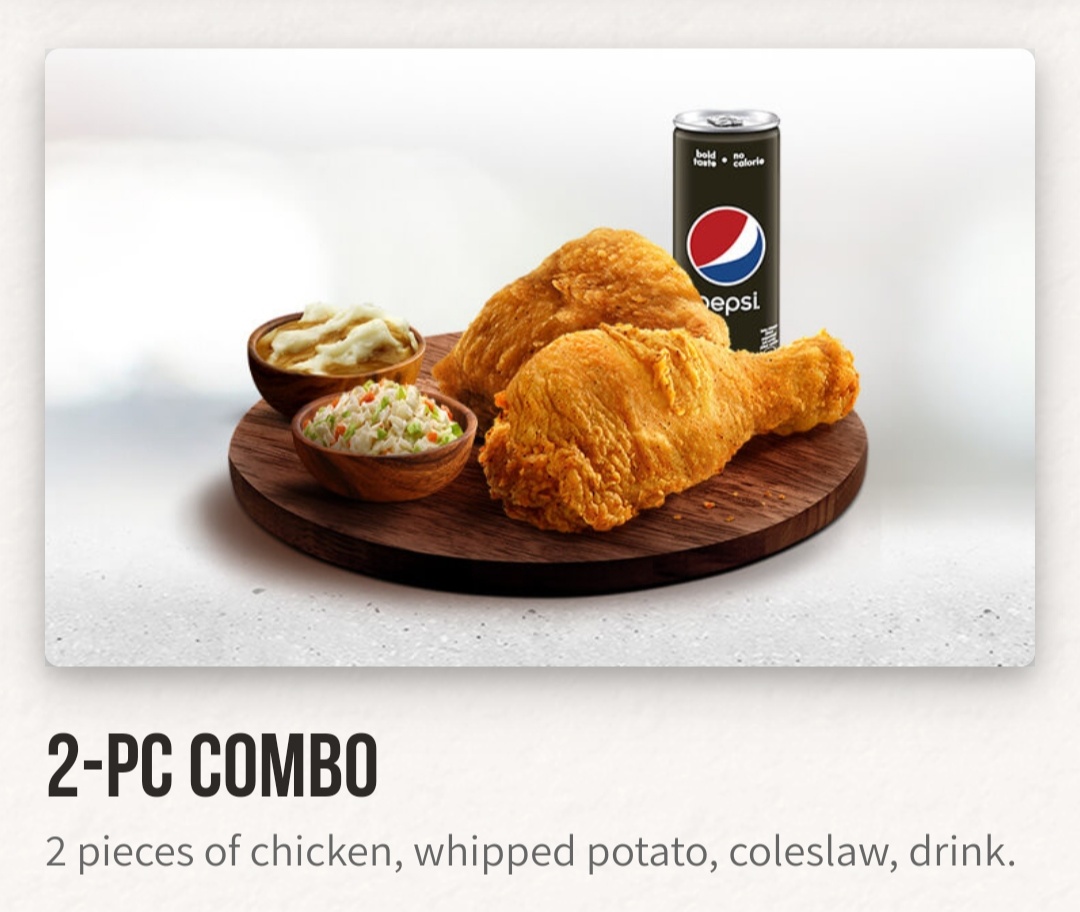 bold • no
taste calorie
pepsi
2-PC COMBO
2 pieces of chicken, whipped potato, coleslaw, drink.